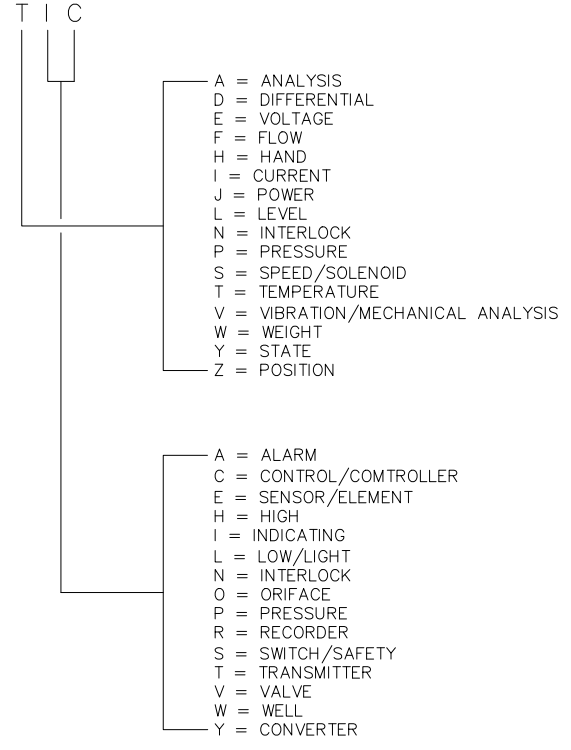 T I C
A = ANALYSIS
D = DIFFERENTIAL
E = VOLTAGE
F = FLOW
H = HAND
I = CURRENT
J = POWER
L = LEVEL
N = INTERLOCK
P = PRESSURE
S = SPEED/SOLENOID
T = TEMPERATURE
V = VIBRATION/MECHANICAL ANALYSIS
W = WEIGHT
Y = STATE
Z = POSITION
A = ALARM
C = CONTROL/COMTROLLER
E = SENSOR/ELEMENT
H = HIGH
I = INDICATING
L = LOW/LIGHT
N = INTERLOCK
O = ORIFACE
P = PRESSURE
R = RECORDER
S = SWITCH/SAFETY
T = TRANSMITTER
V = VALVE
W = WELL
Y = CONVERTER